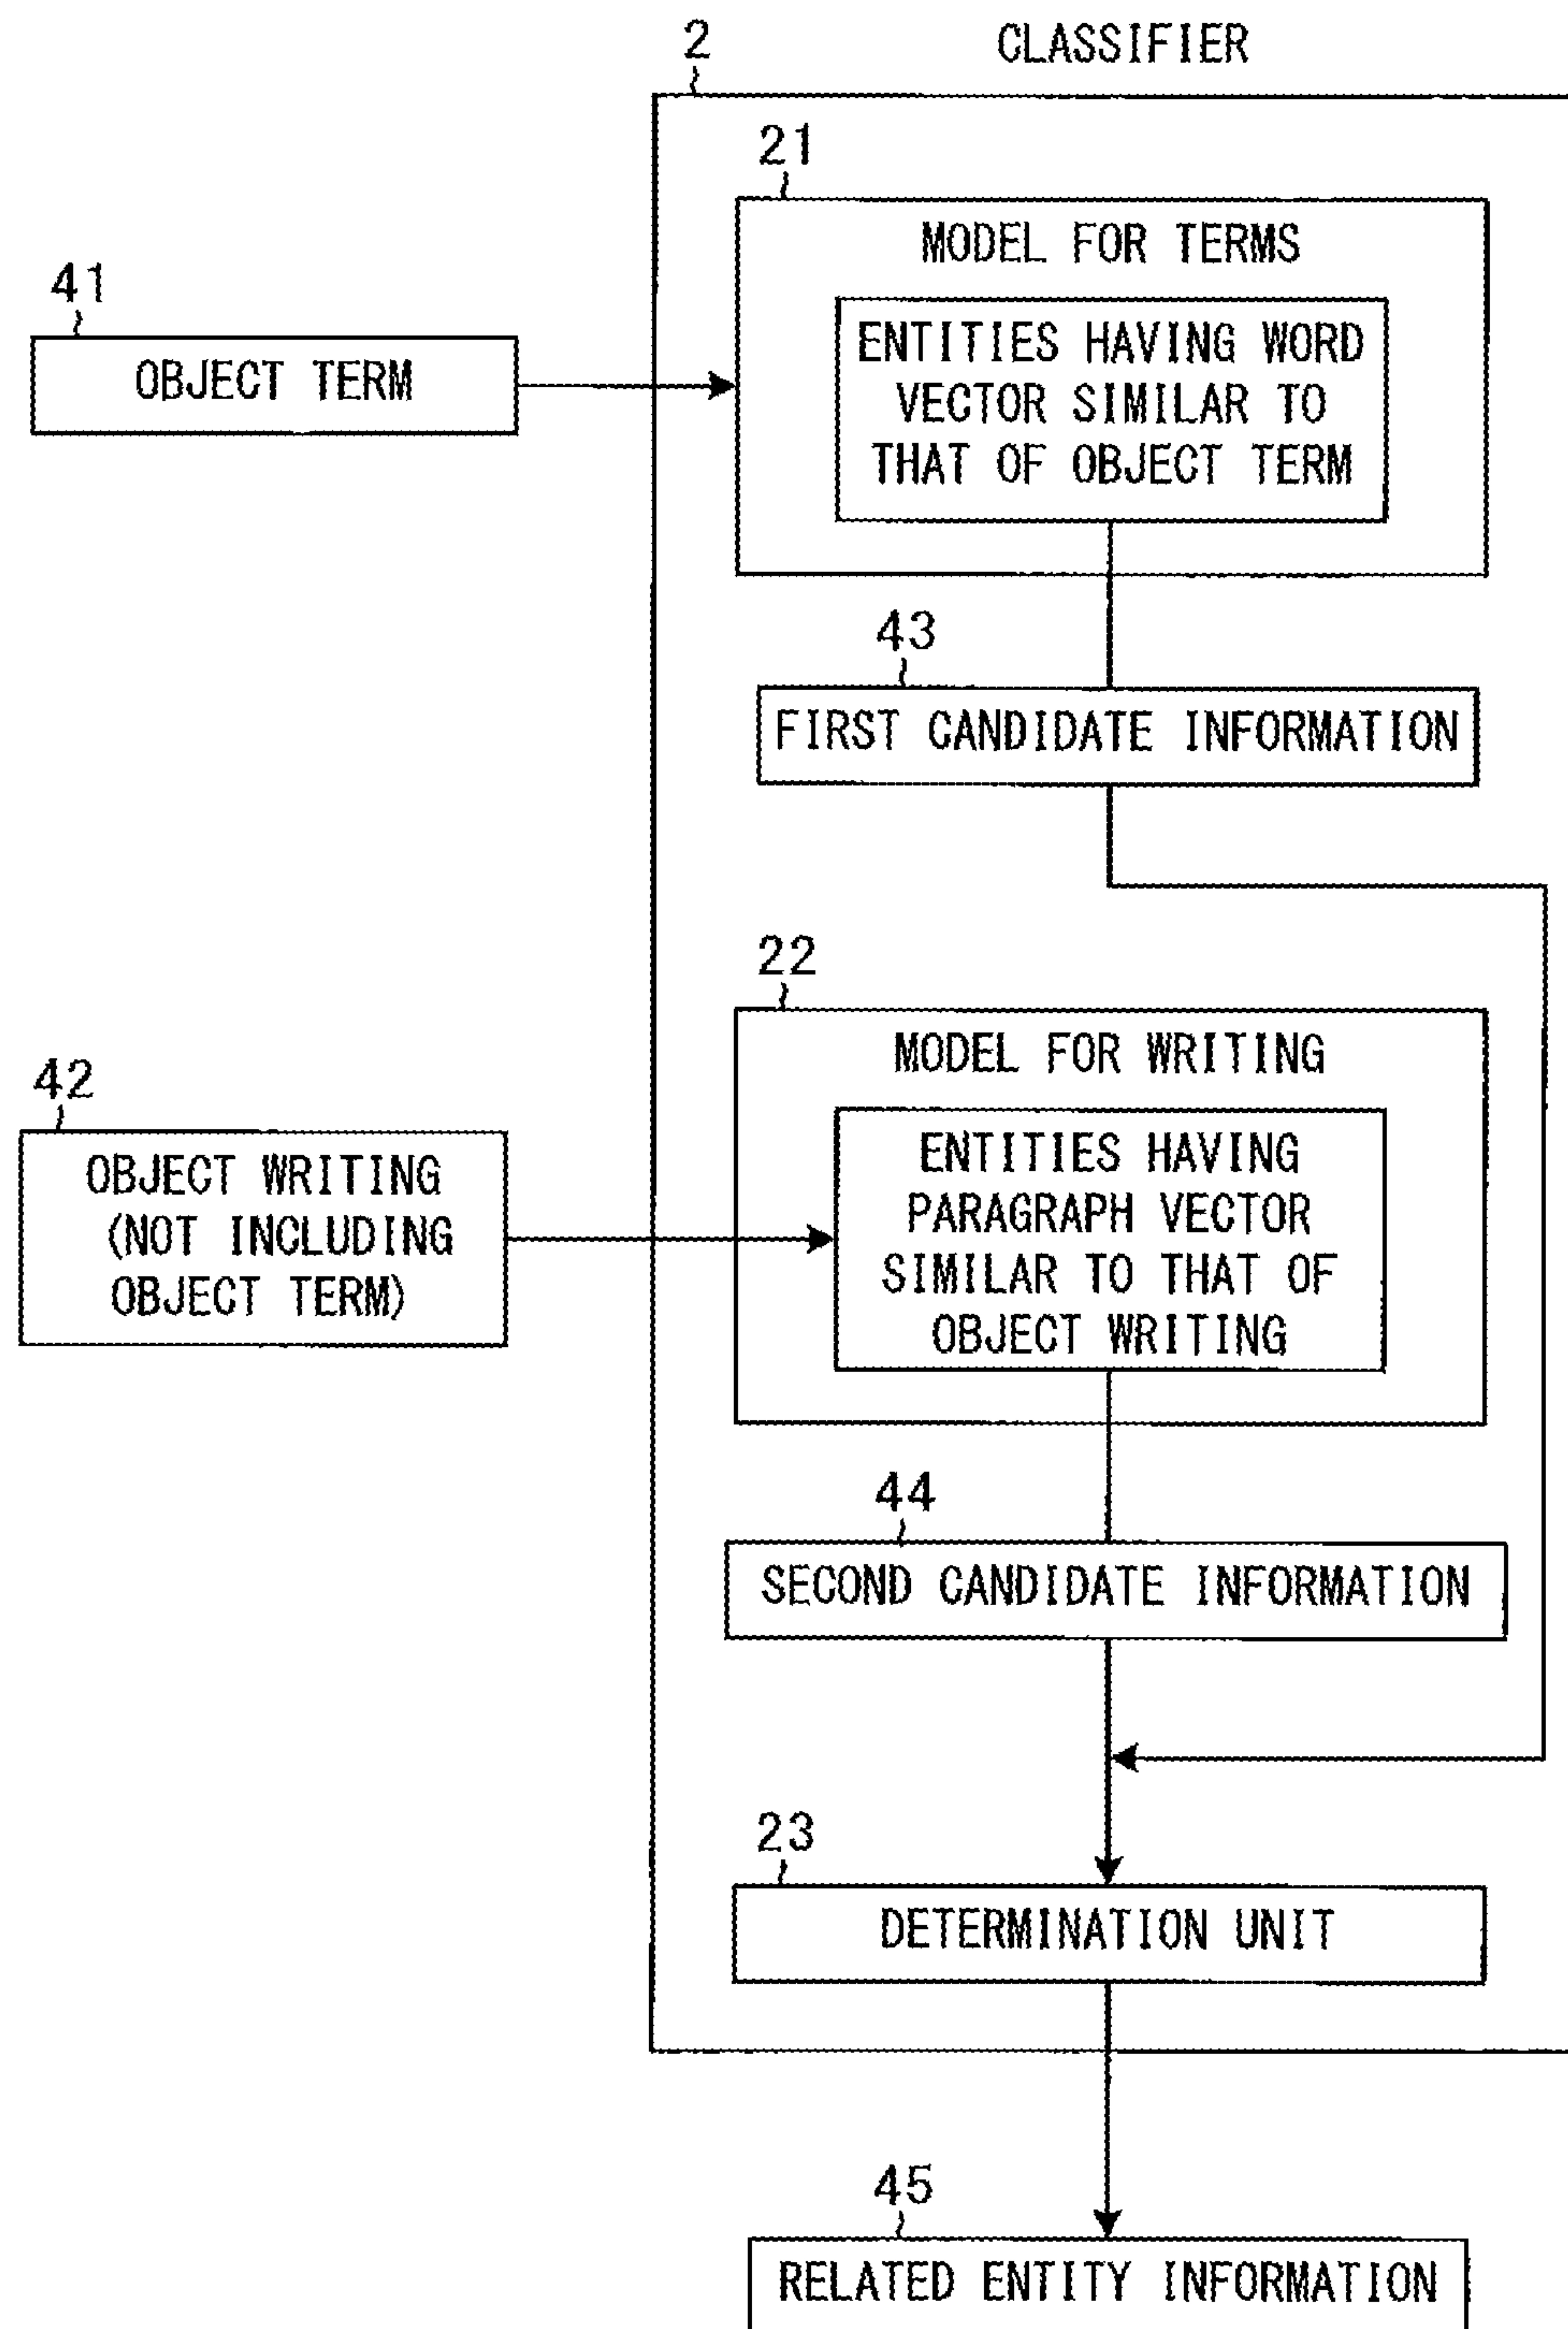 2
CLASSIFIER
21
MODEL FOR TERMS
41
OBJECT TERM
ENTITIES HAVING WORD
VECTOR SIMILAR TO
THAT OF OBJECT TERM
43
FIRST CANDIDATE INFORMATION
22
MODEL FOR WRITING
42
OBJECT WRITING
(NOT INCLUDING
OBJECT TERM)
ENTITIES HAVING
PARAGRAPH VECTOR
SIMILAR TO THAT OF
OBJECT WRITING
44
SECOND CANDIDATE INFORMATION
23
DETERMINATION UNIT
45
RELATED ENTITY INFORMATION